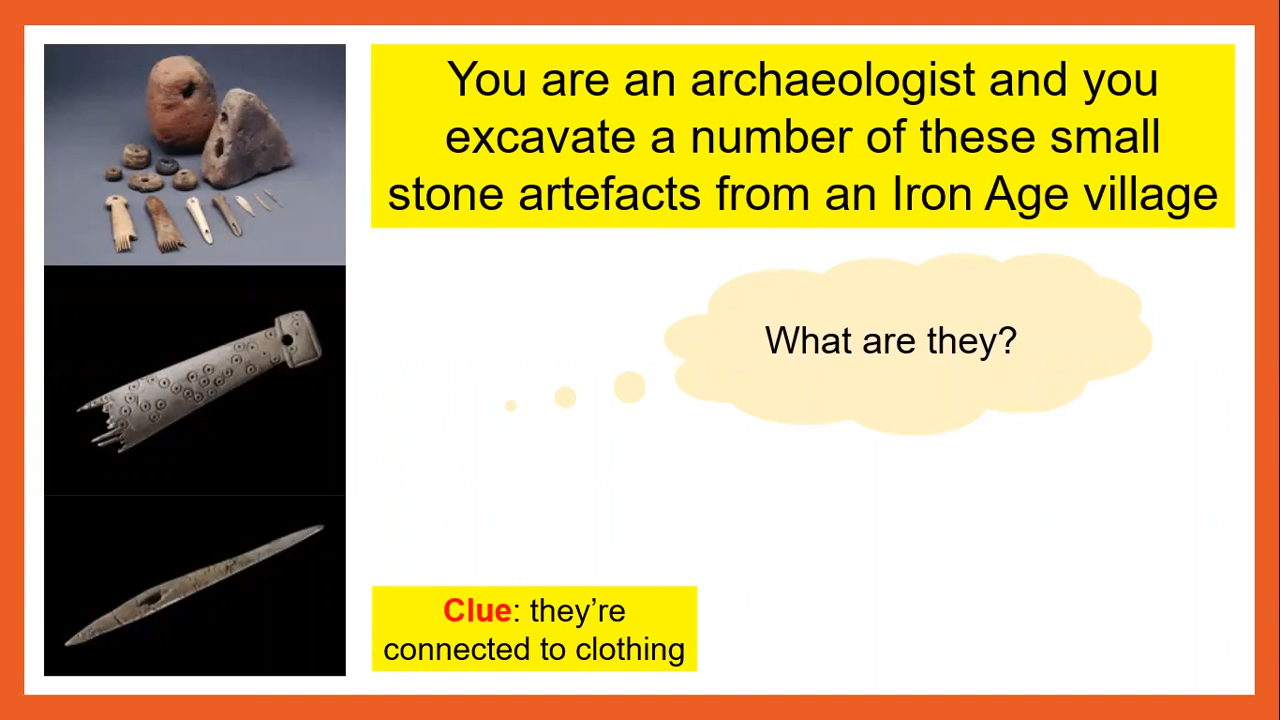 You are an archaeologist and you
excavate a number of these small
stone artefacts from an Iron Age village
What are they?
Clue: they’re
connected to clothing